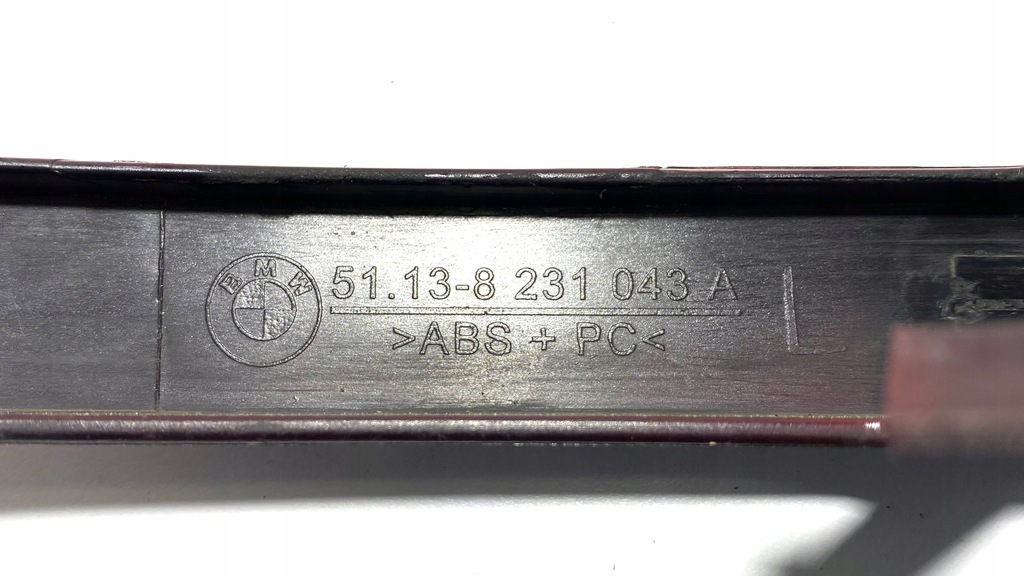 BMW 51.13-8 231 043 A L
>ABS + PC<